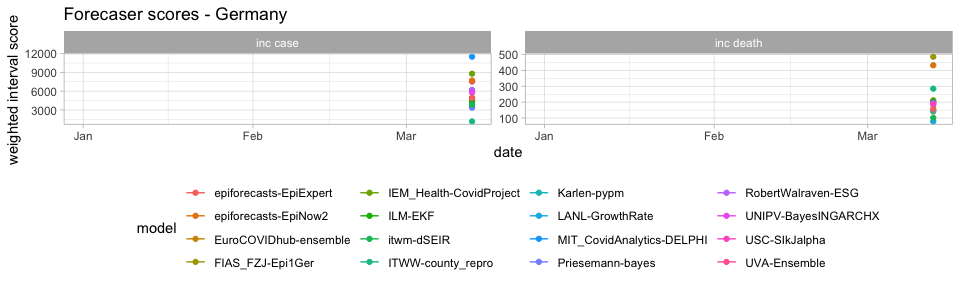 Forecaser scores - Germany
weighted interval score
inc case
inc death
12000
9000
6000
3000
500
400
300
200
100
Jan Feb Mar
Jan Feb Mar
date
model
epiforecasts-EpiExpert
epiforecasts-EpiNow2
EuroCOVIDhub-ensemble
FIAS_FZJ-Epi1Ger
IEM_Health-CovidProject
ILM-EKF
itwm-dSEIR
ITWW-county_repro
Karlen-pypm
LANL-GrowthRate
MIT_CovidAnalytics-DELPHI
Priesemann-bayes
RobertWalraven-ESG
UNIPV-BayesINGARCHX
USC-SIkJalpha
UVA-Ensemble